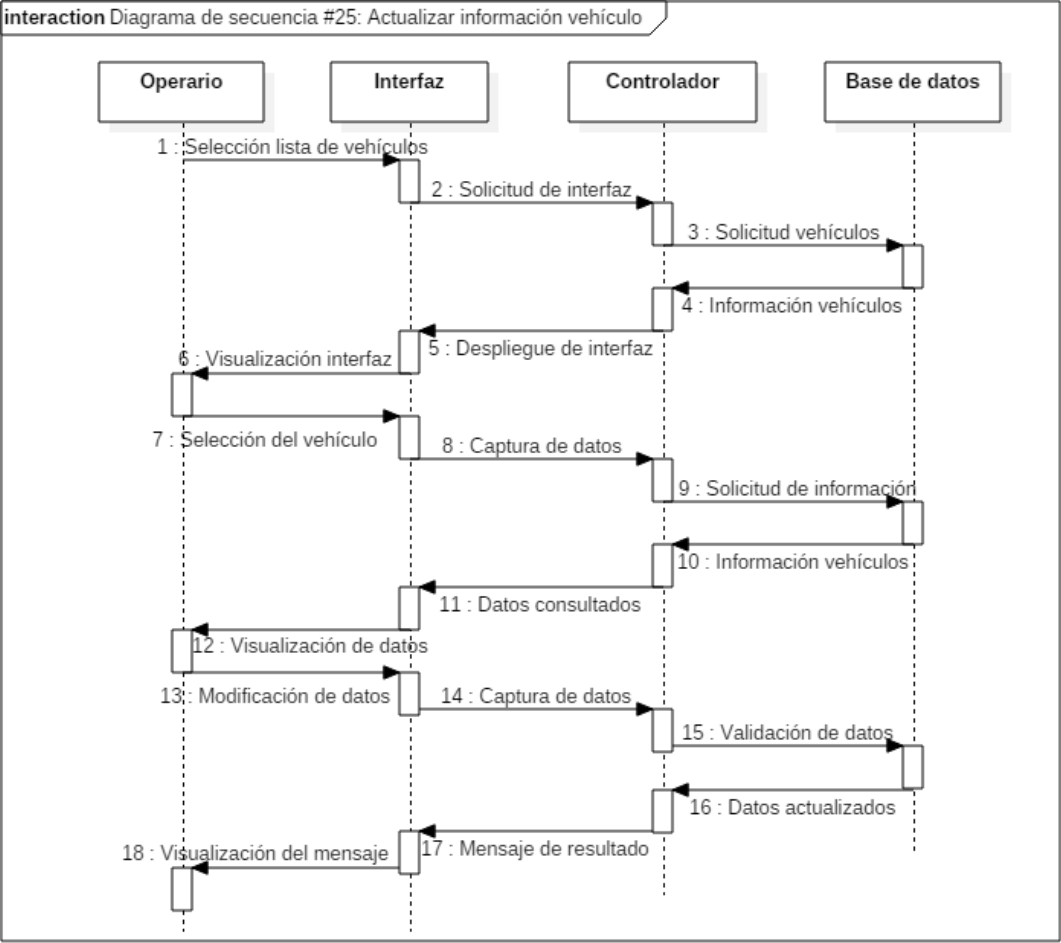 interaction Diagrama de secuencia #25: Actualizar información vehículo
Operario
Interfaz
Controlador
Base de datos
1 : Selección lista de vehículos
2 : Solicitud de interfaz
3 : Solicitud vehículos
4 : Información vehículos
5 : Despliegue de interfaz
6 : Visualización interfaz
7 : Selección del vehículo
8 : Captura de datos
9 : Solicitud de información
10 : Información vehículos
11 : Datos consultados
12 : Visualización de datos
13 : Modificación de datos
14 : Captura de datos
15 : Validación de datos
16 : Datos actualizados
17 : Mensaje de resultado
18 : Visualización del mensaje